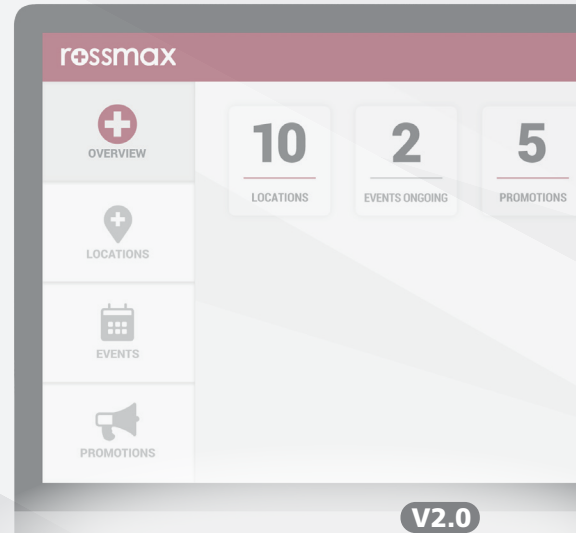 rossmax
OVERVIEW
10
LOCATIONS
2
EVENTS ONGOING
5
PROMOTIONS
LOCATIONS
EVENTS
PROMOTIONS
V2.0